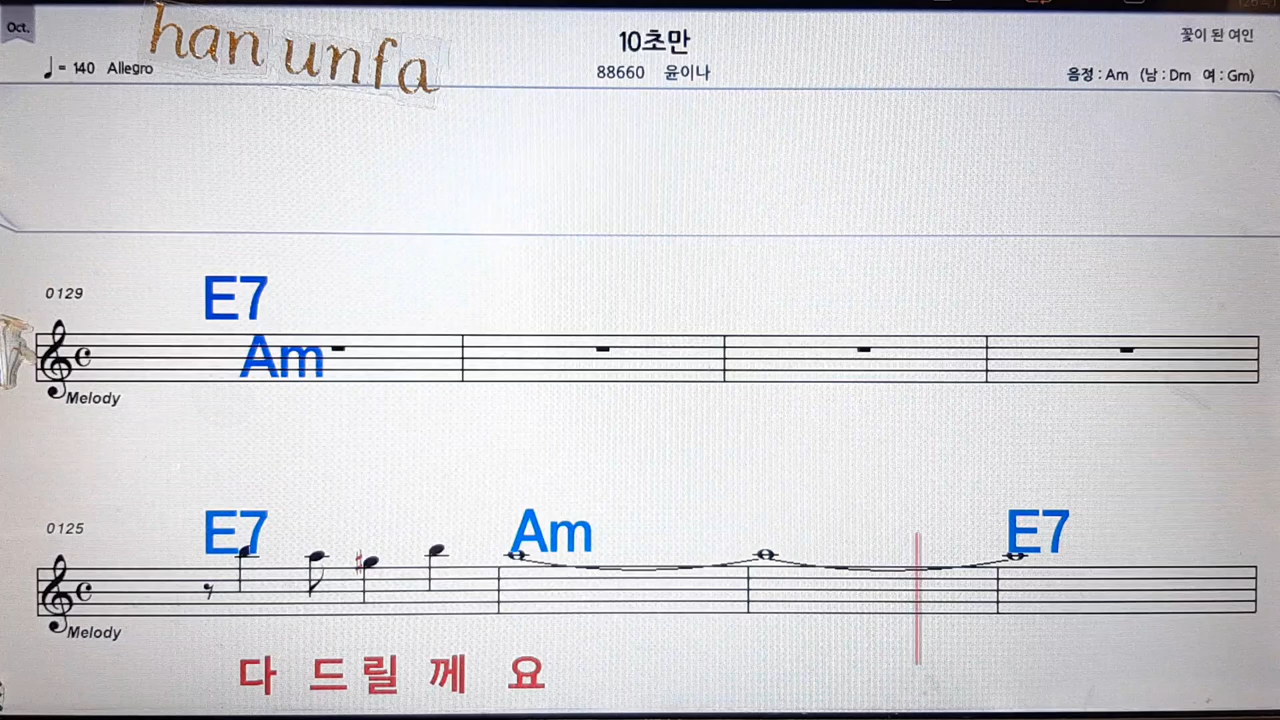 Oct.
han unfa
♩= 140 Allegro
10초만
88660 윤이나
꽃이 된 여인
음정 : Am (남 : Dm 여 : Gm)
0129
E7
Am
Melody
0125
E7 Am E7
Melody
다 드릴 께 요